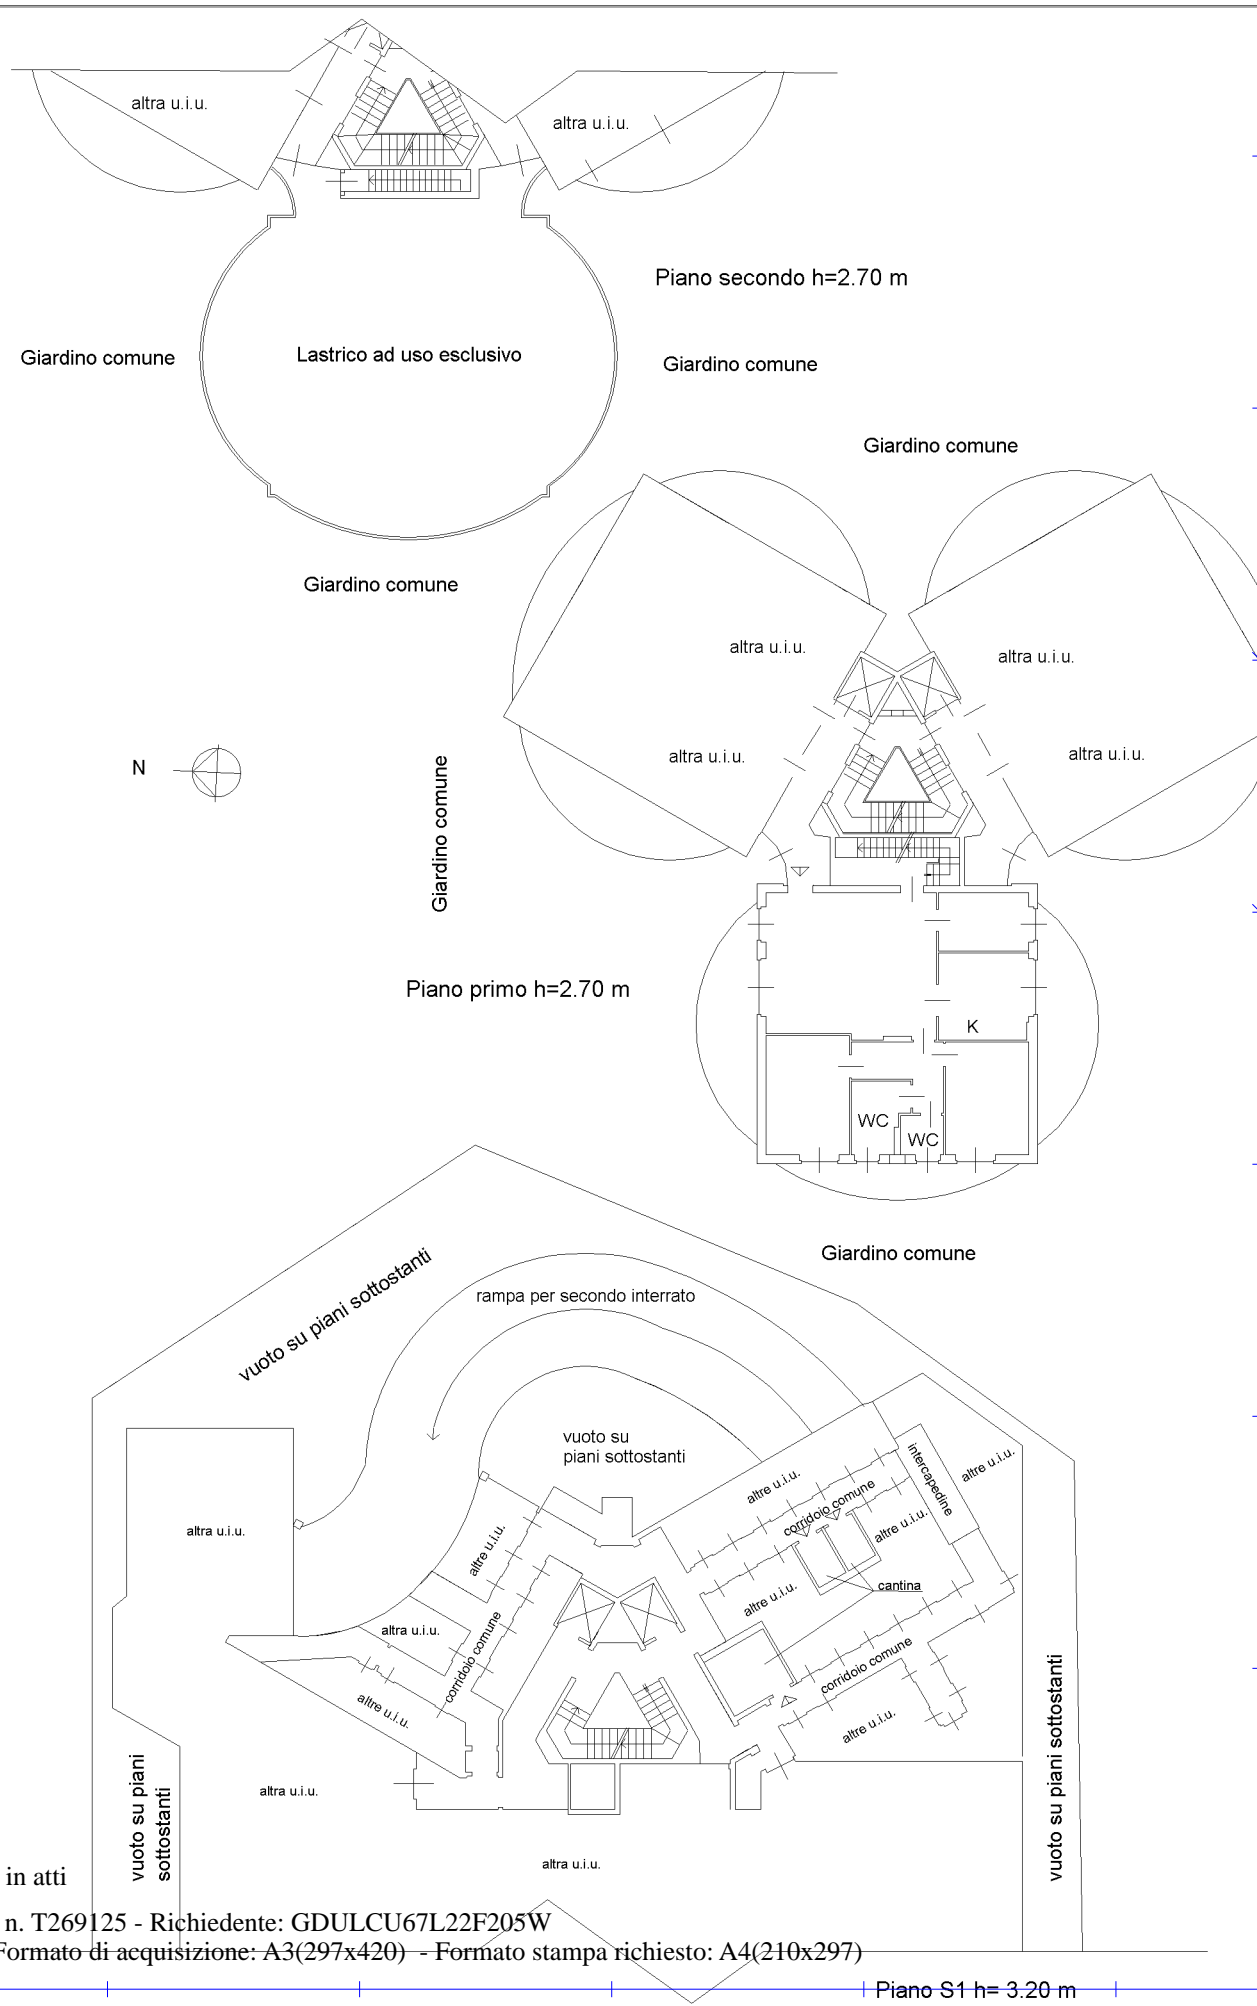 altra u.i.u.
altra u.i.u.
Piano secondo h=2.70 m
Giardino comune
Lastrico ad uso esclusivo
Giardino comune
Giardino comune
Giardino comune
altra u.i.u.
altra u.i.u.
altra u.i.u.
altra u.i.u.
N
Giardino comune
Piano primo h=2.70 m
K
WC
WC
Giardino comune
vuoto su piani sottostanti
rampa per secondo interrato
vuoto su
piani sottostanti
altra u.i.u.
altre u.i.u.
altre u.i.u.
corridoio comune
intercapedine
altre u.i.u.
altre u.i.u.
cantina
altre u.i.u.
altra u.i.u.
corridoio comune
corridoio comune
altre u.i.u.
altre u.i.u.
vuoto su piani
sottostanti
altra u.i.u.
vuoto su piani sottostanti
altra u.i.u.
in atti
n. T269125 - Richiedente: GDULCU67L22F205W
Formato di acquisizione: A3(297x420) - Formato stampa richiesto: A4(210x297)
Piano S1 h= 3.20 m